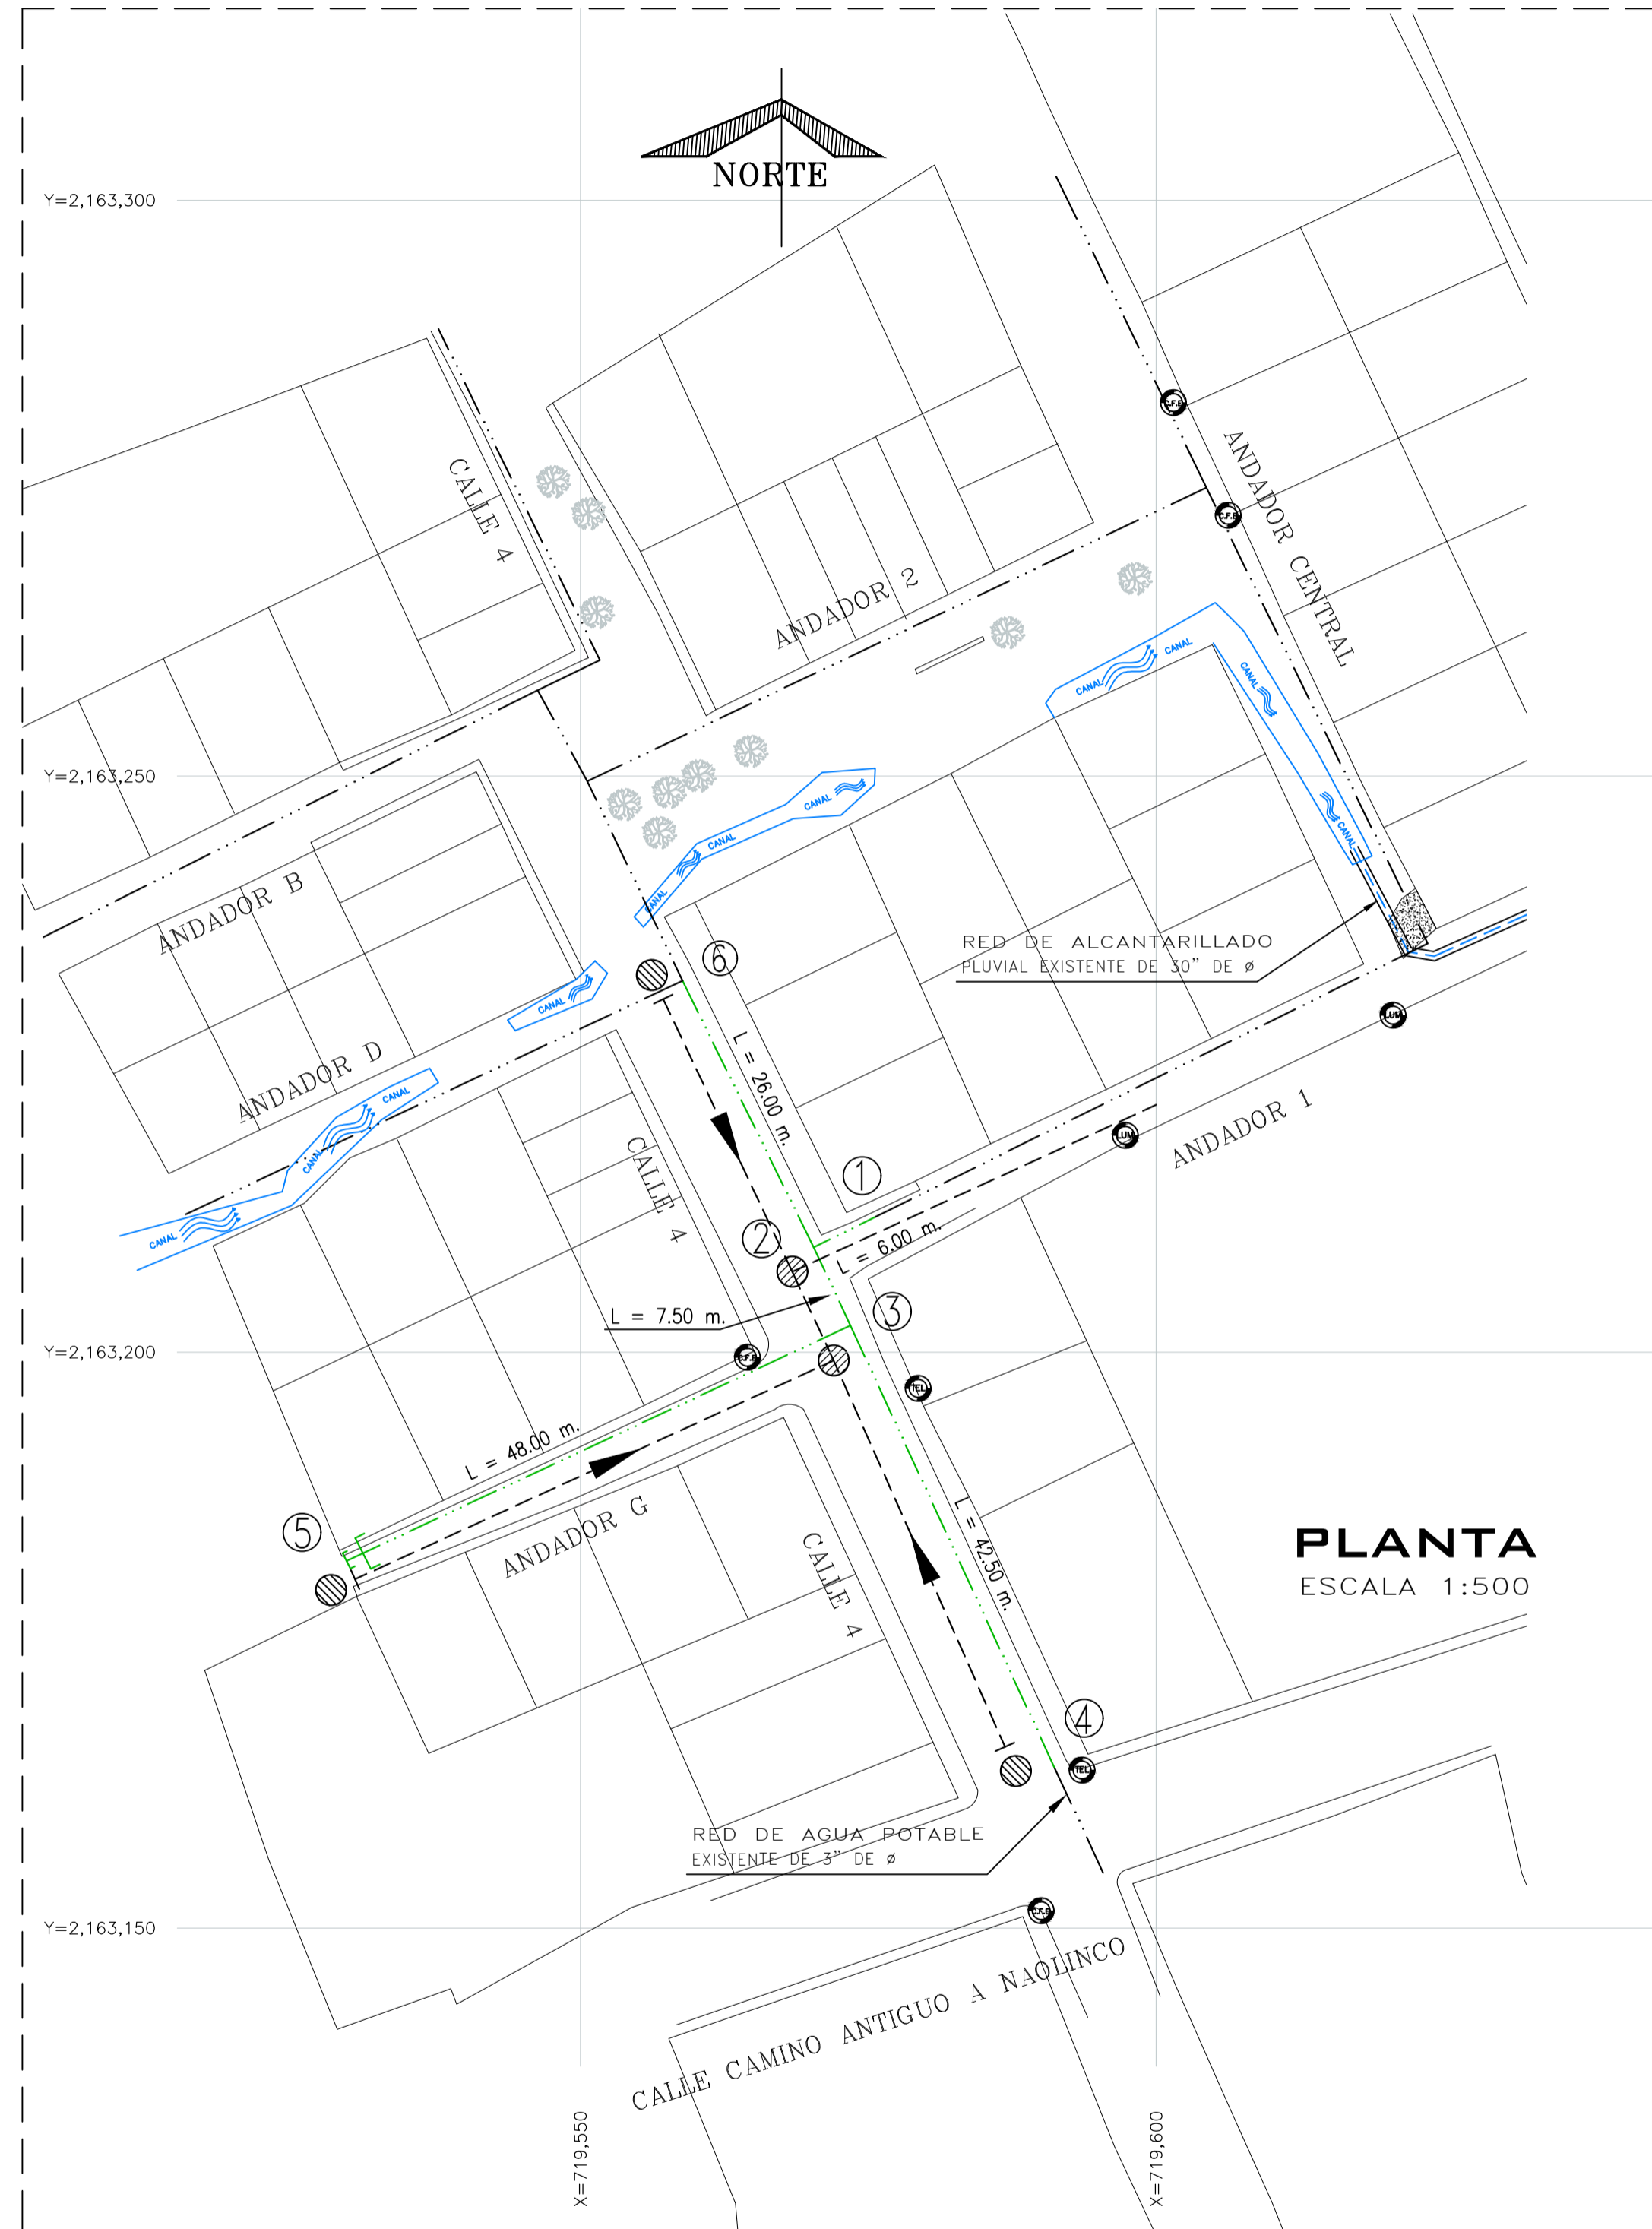 NORTE
Y=2,163,300
C.F.E
CALLE 4
ANDADOR CENTRAL
C.F.E
ANDADOR 2
CANAL
CANAL
CANAL
Y=2,163,250
CANAL
CANAL
CANAL
CANAL
ANDADOR B
RED DE ALCANTARILLADO
PLUVIAL EXISTENTE DE 30" DE ø
6
CANAL
LUM
L = 26.00 m.
ANDADOR D
CANAL
CANAL
CANAL
ANDADOR 1
LUM
CALLE 4
1
2
L = 6.00 m.
L = 7.50 m.
3
Y=2,163,200
C.F.E
TEL
L = 48.00 m.
5
ANDADOR G
CALLE 4
L = 42.50 m.
PLANTA
ESCALA 1:500
4
TEL
RED DE AGUA POTABLE
EXISTENTE DE 3" DE ø
C.F.E
Y=2,163,150
CALLE CAMINO ANTIGUO A NAOLINCO
X=719,550
X=719,600